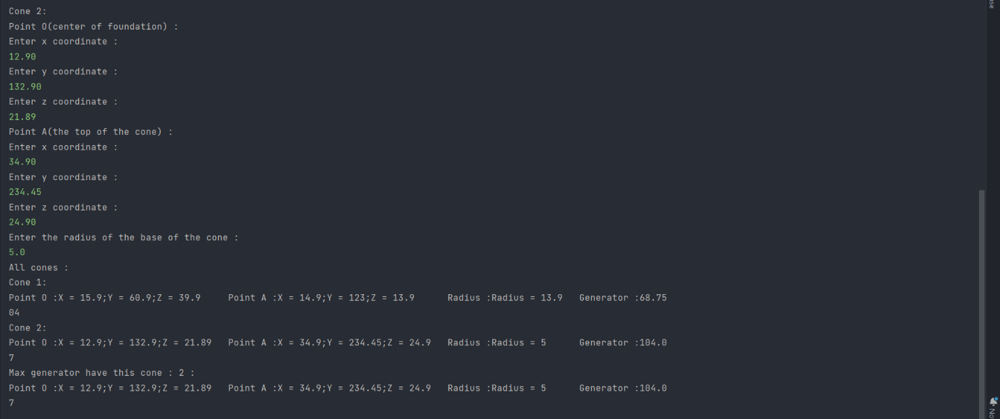 Cone 2:
Point O(center of foundation) :
Enter x coordinate :
12.90
Enter y coordinate :
132.90
Enter z coordinate :
21.89
Point A(the top of the cone) :
Enter x coordinate :
34.90
Enter y coordinate :
234.45
Enter z coordinate :
24.90
Enter the radius of the base of the cone :
5.0
All cones :
Cone 1:
Point O :X = 15.9;Y = 60.9;Z = 39.9     Point A :X = 14.9;Y = 123;Z = 13.9      Radius :Radius = 13.9   Generator :68.75
04
Cone 2:
Point O :X = 12.9;Y = 132.9;Z = 21.89   Point A :X = 34.9;Y = 234.45;Z = 24.9   Radius :Radius = 5      Generator :104.0
7
Max generator have this cone : 2 :
Point O :X = 12.9;Y = 132.9;Z = 21.89   Point A :X = 34.9;Y = 234.45;Z = 24.9   Radius :Radius = 5      Generator :104.0
7